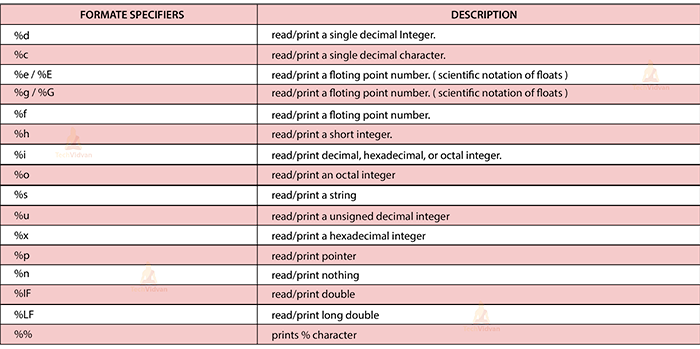 FORMATE SPECIFIERS DESCRIPTION
%d read/print a single decimal Integer.
%c read/print a single decimal character.
%e / %E read/print a floting point number. ( scientific notation of floats )
%g / %G read/print a floting point number. ( scientific notation of floats )
%f read/print a floting point number.
%h read/print a short integer.
%i read/print decimal, hexadecimal, or octal integer.
%o read/print an octal integer
%s read/print a string
%u read/print a unsigned decimal integer
%x read/print a hexadecimal integer
%p read/print pointer
%n read/print nothing
%lF read/print double
%LF read/print long double
%% prints % character